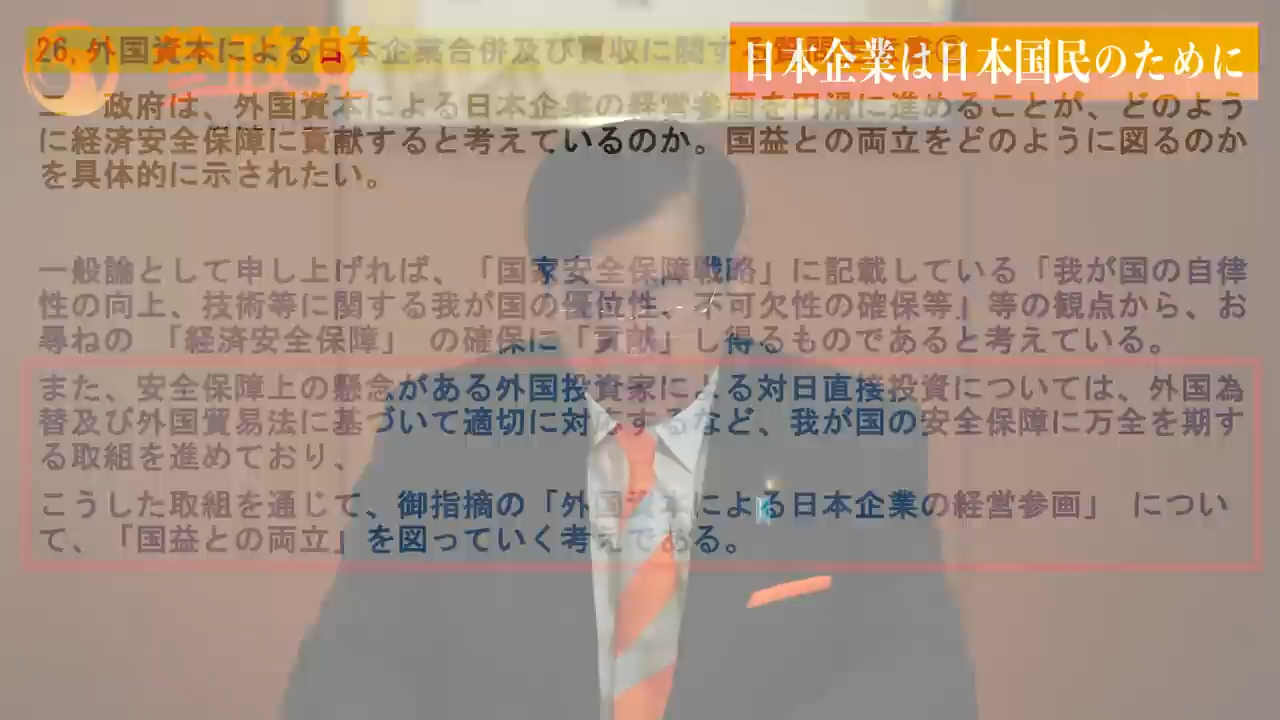 26, 外国資本による日本企業合併及び買収に関する質問主意書
日本企業は日本国民のために
二 政府は、外国資本による日本企業の経営参画を円滑に進めることが、どのよう
に経済安全保障に貢献すると考えているのか。国益との両立をどのように図るのか
を具体的に示されたい。
一般論として申し上げれば、「国家安全保障戦略」に記載している「我が国の自律
性の向上、技術等に関する我が国の優位性、不可欠性の確保等」等の観点から、お
尋ねの 「経済安全保障」 の確保に「貢献」し得るものであると考えている。
また、安全保障上の懸念がある外国投資家による対日直接投資については、外国為
替及び外国貿易法に基づいて適切に対応するなど、我が国の安全保障に万全を期す
る取組を進めており、
こうした取組を通じて、御指摘の「外国資本による日本企業の経営参画」 につい
て、「国益との両立」を図っていく考えである。